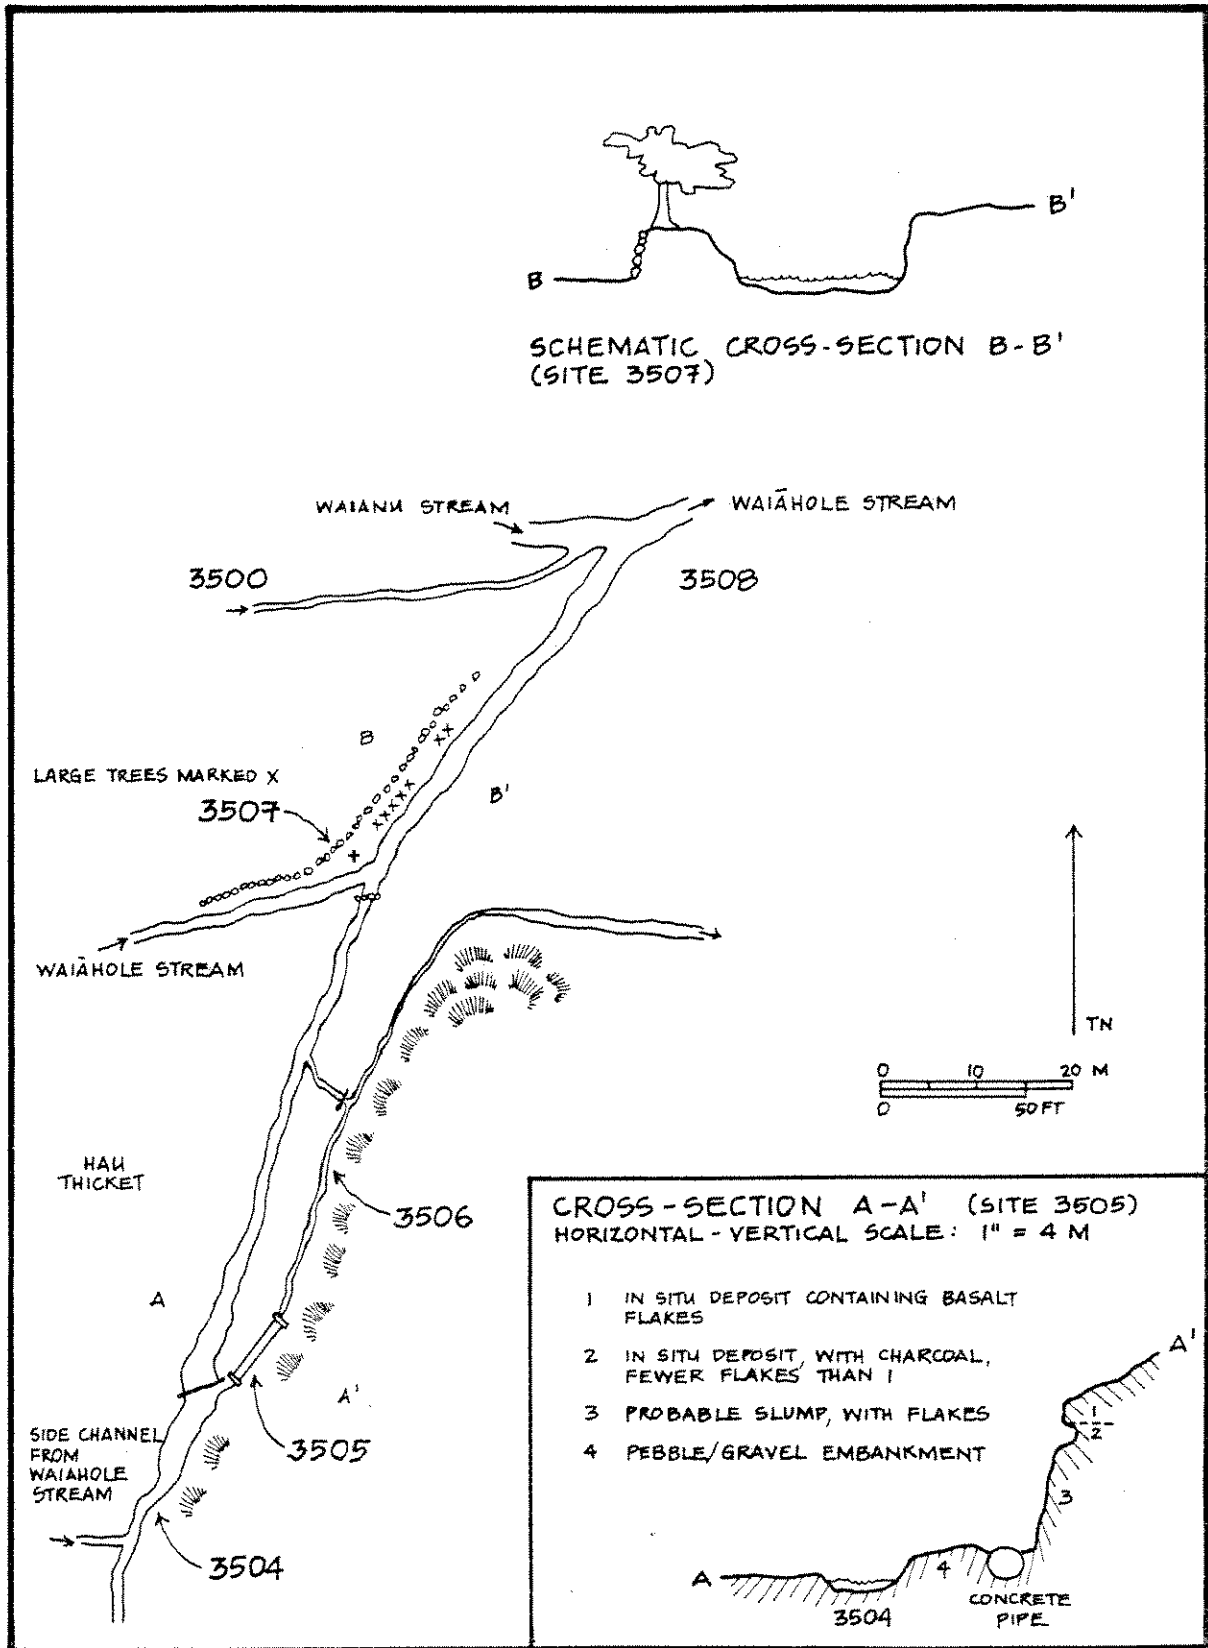 B'
B
SCHEMATIC CROSS-SECTION B-B'
(SITE 3507)
WAIANU STREAM
WAIĀHOLE STREAM
3500
3508
B
LARGE TREES MARKED X
3507
B'
WAIĀHOLE STREAM
TN
0 10 20 M
0 50 FT
HAU
THICKET
3506
A
A'
SIDE CHANNEL
FROM
WAIAHOLE
STREAM
3505
3504
CROSS-SECTION A-A' (SITE 3505)
HORIZONTAL-VERTICAL SCALE: 1" = 4 M
1 IN SITU DEPOSIT CONTAINING BASALT
FLAKES
2 IN SITU DEPOSIT, WITH CHARCOAL,
FEWER FLAKES THAN 1
3 PROBABLE SLUMP, WITH FLAKES
4 PEBBLE/GRAVEL EMBANKMENT
A'
1
2
3
4
A
3504
CONCRETE
PIPE